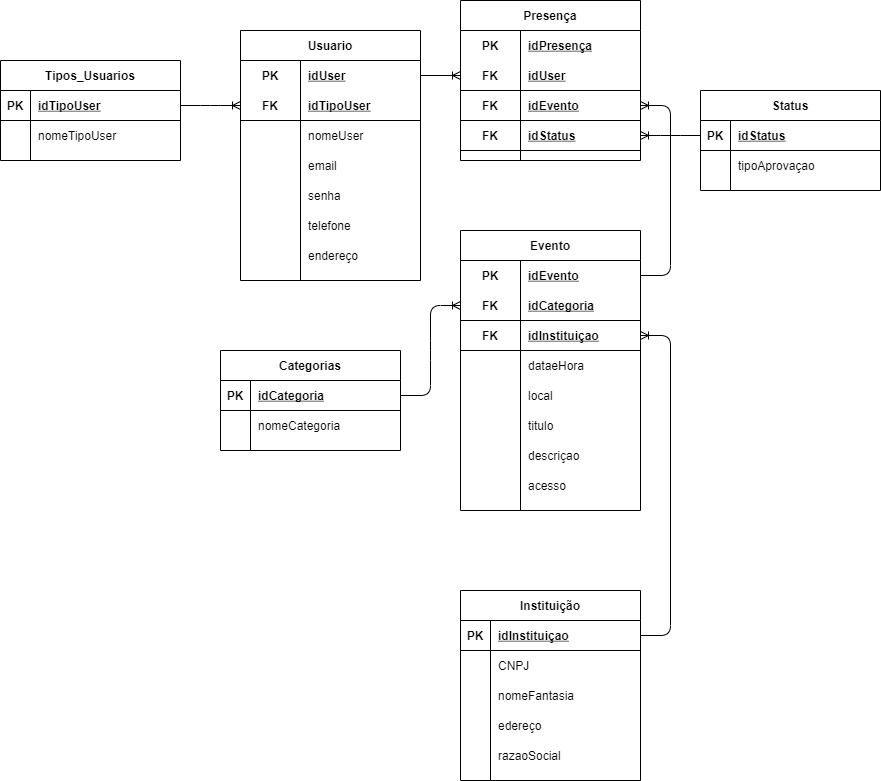 Tipos_Usuarios
PK idTipoUser
nomeTipoUser
Usuario
PK idUser
FK idTipoUser
nomeUser
email
senha
telefone
endereço
Presença
PK idPresença
FK idUser
FK idEvento
FK idStatus
Status
PK idStatus
tipoAprovaçao
Evento
PK idEvento
FK idCategoria
FK idInstituiçao
dataeHora
local
titulo
descriçao
acesso
Categorias
PK idCategoria
nomeCategoria
Instituição
PK idInstituiçao
CNPJ
nomeFantasia
edereço
razaoSocial